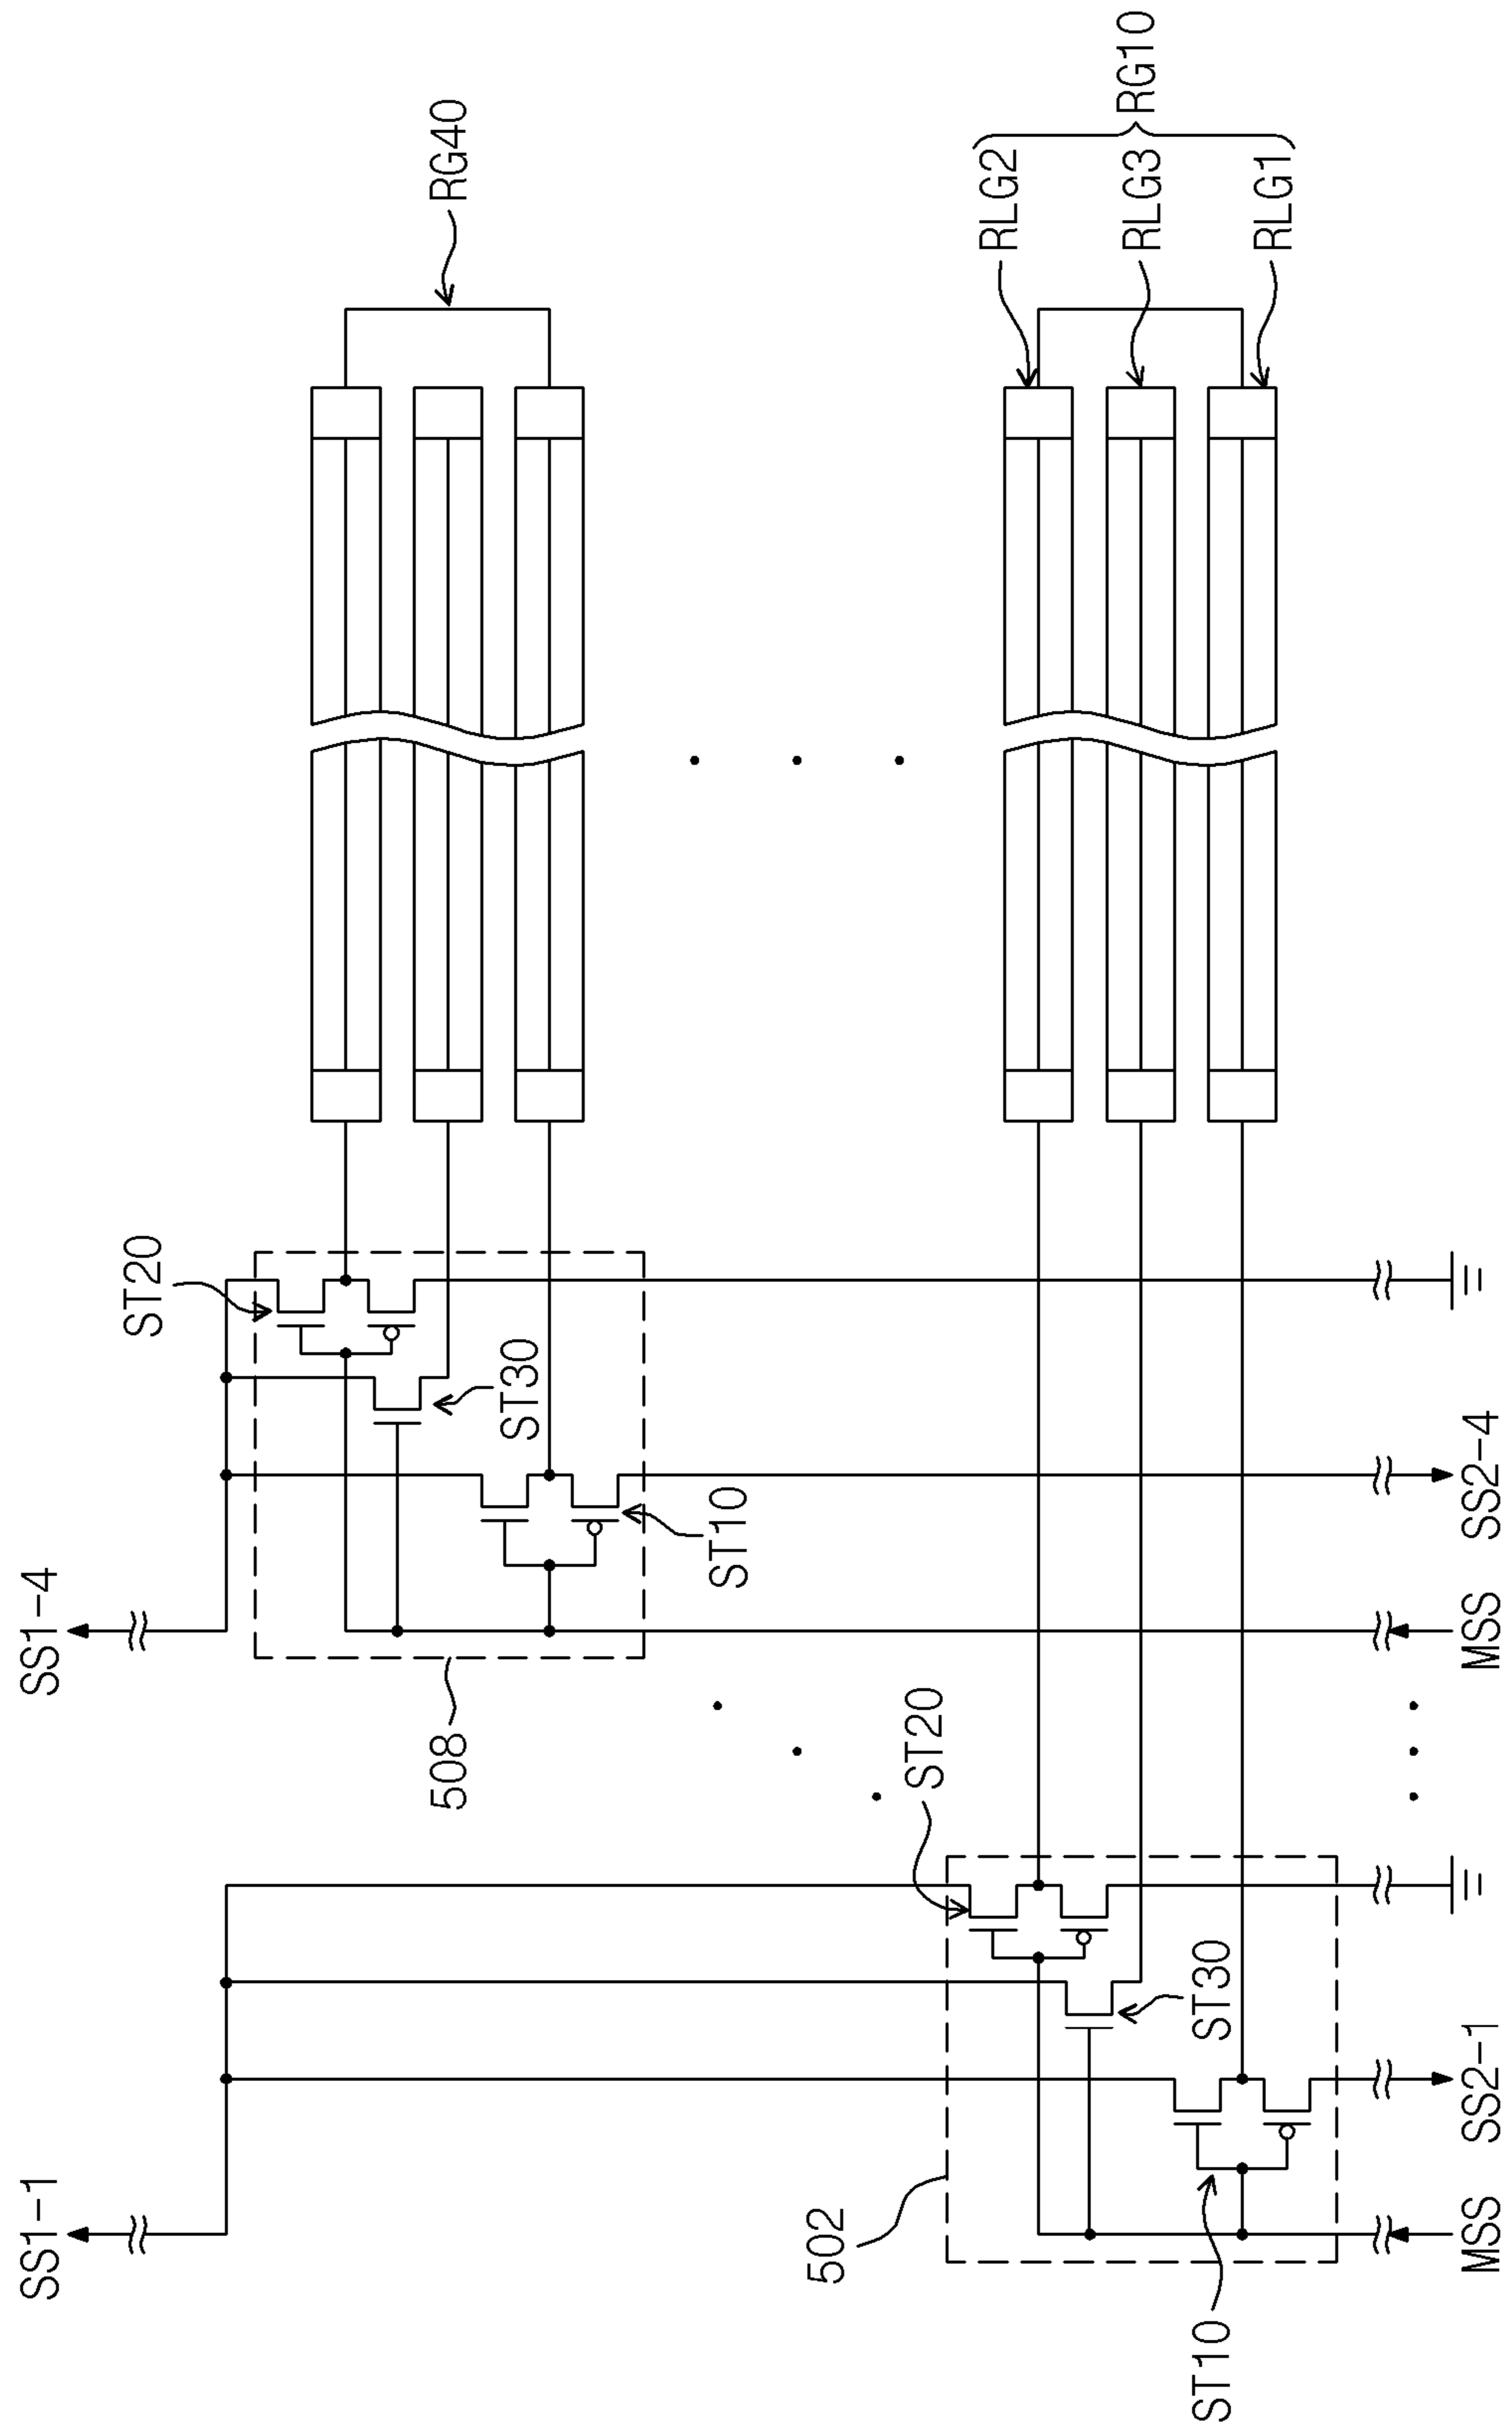 SS1-1
SS1-4
502
ST10
ST20
ST30
508
ST10
ST20
ST30
RG40
RLG2
RLG3
RLG1
RG10
MSS
SS2-1
MSS
SS2-4